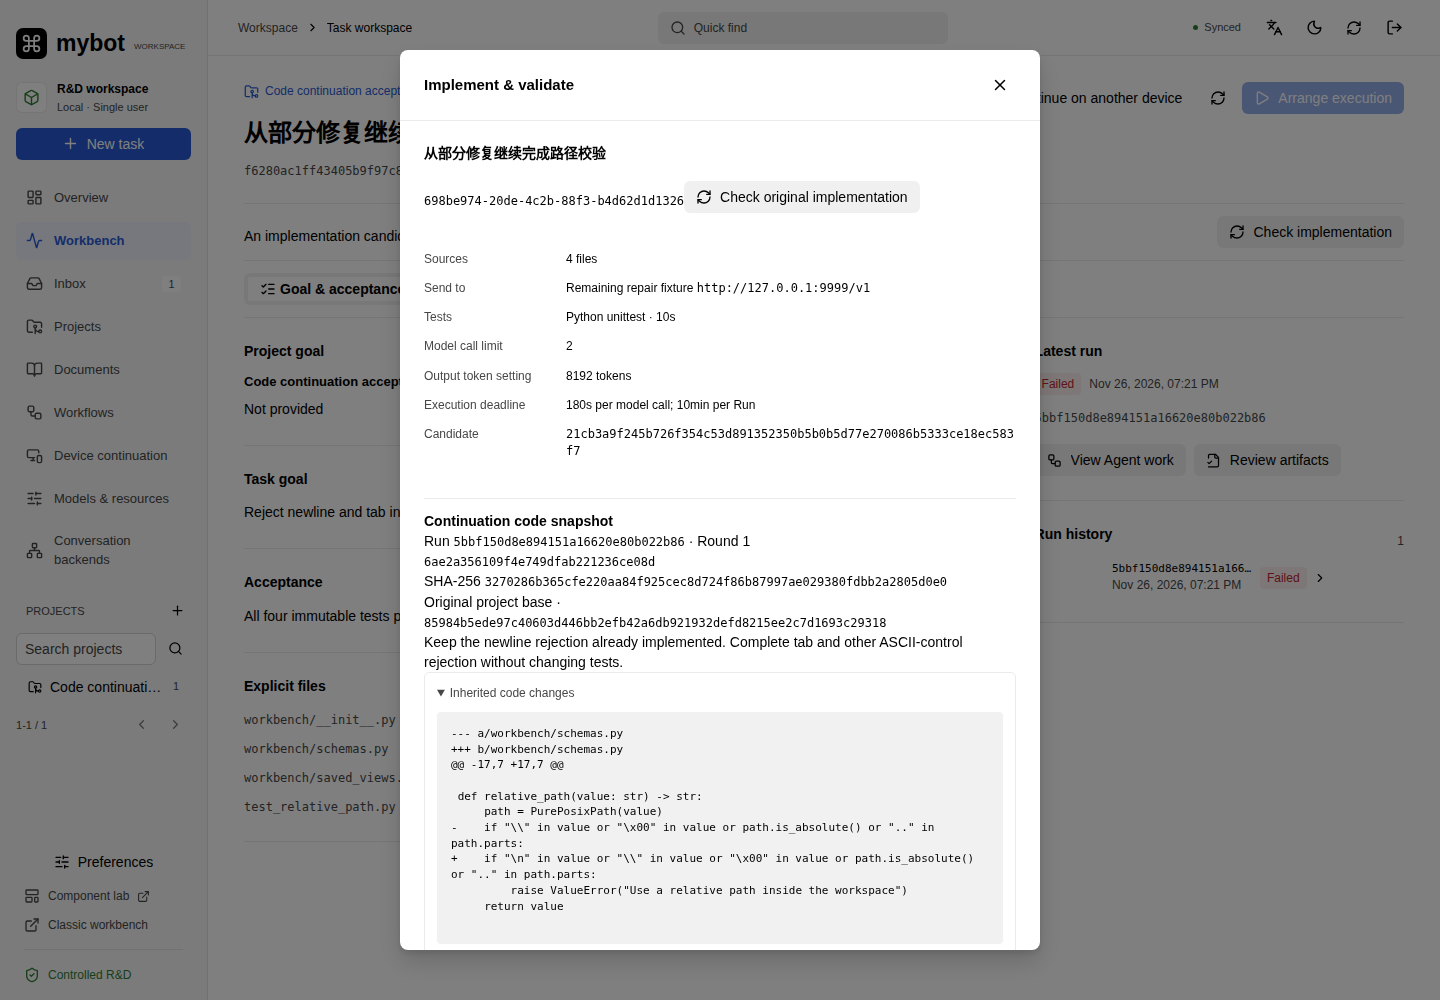 mybot WORKSPACE
R&D workspace
Local · Single user
New task
Overview
Workbench
Inbox 1
Projects
Documents
Workflows
Device continuation
Models & resources
Conversation
backends
PROJECTS
Search projects
Code continuati… 1
1-1 / 1
Preferences
Component lab
Classic workbench
Controlled R&D
Workspace > Task workspace
Quick find
Synced
Code continuation accept
tinue on another device
Arrange execution
从部分修复继续
f6280ac1ff43405b9f97c8
An implementation candid
Check implementation
Goal & acceptance
Project goal
Code continuation accept
Not provided
Task goal
Reject newline and tab in
Acceptance
All four immutable tests p
Explicit files
workbench/__init__.py
workbench/schemas.py
workbench/saved_views.
test_relative_path.py
Implement & validate
从部分修复继续完成路径校验
698be974-20de-4c2b-88f3-b4d62d1d1326 Check original implementation
Sources 4 files
Send to Remaining repair fixture http://127.0.0.1:9999/v1
Tests Python unittest · 10s
Model call limit 2
Output token setting 8192 tokens
Execution deadline 180s per model call; 10min per Run
Candidate 21cb3a9f245b726f354c53d891352350b5b0b5d77e270086b5333ce18ec583
f7
Continuation code snapshot
Run 5bbf150d8e894151a16620e80b022b86 · Round 1
6ae2a356109f4e749dfab221236ce08d
SHA-256 3270286b365cfe220aa84f925cec8d724f86b87997ae029380fdbb2a2805d0e0
Original project base ·
85984b5ede97c40603d446bb2efb42a6db921932defd8215ee2c7d1693c29318
Keep the newline rejection already implemented. Complete tab and other ASCII-control
rejection without changing tests.
▼ Inherited code changes
--- a/workbench/schemas.py
+++ b/workbench/schemas.py
@@ -17,7 +17,7 @@
def relative_path(value: str) -> str:
path = PurePosixPath(value)
- if "\\" in value or "\x00" in value or path.is_absolute() or ".." in
path.parts:
+ if "\n" in value or "\\" in value or "\x00" in value or path.is_absolute()
or ".." in path.parts:
raise ValueError("Use a relative path inside the workspace")
return value
Latest run
Failed Nov 26, 2026, 07:21 PM
5bbf150d8e894151a16620e80b022b86
View Agent work
Review artifacts
Run history 1
5bbf150d8e894151a166…
Nov 26, 2026, 07:21 PM
Failed